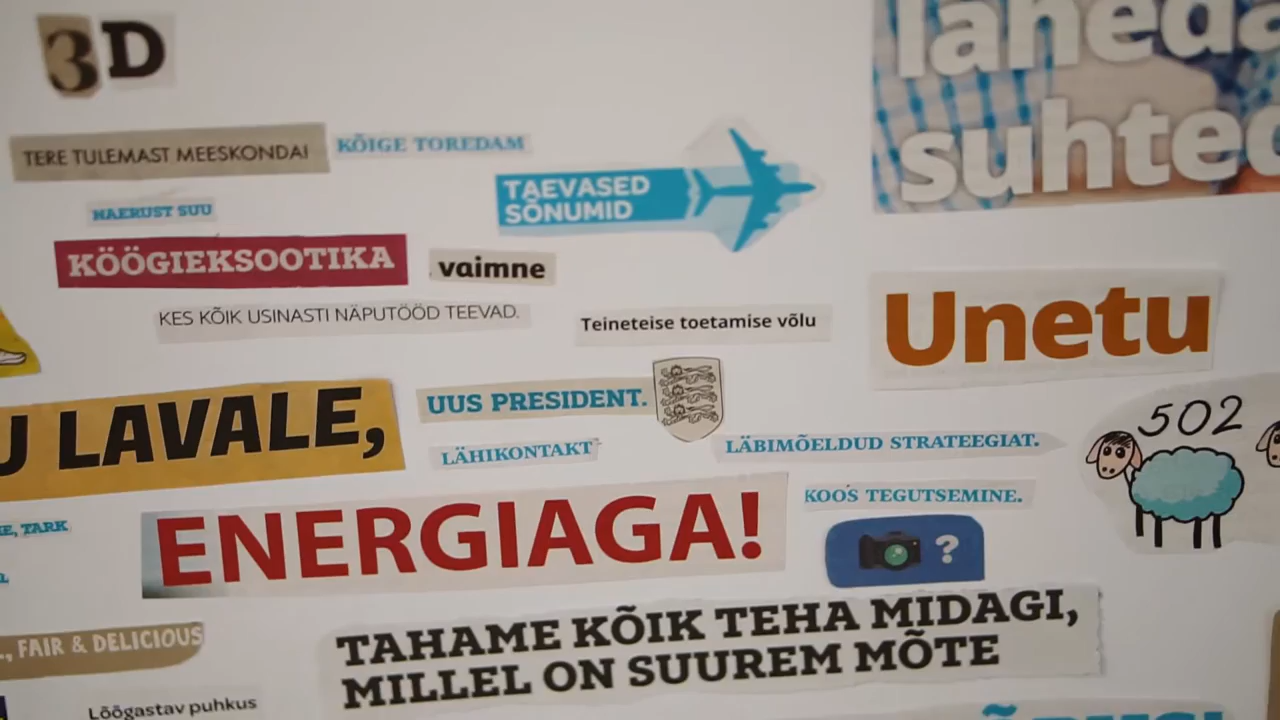 3D
laheda
suhted
TERE TULEMAST MEESKONDA!
KÕIGE TOREDAM
TAEVASED
SÕNUMID
NAERUST SUU
KÖÖGIEKSOOTIKA
vaimne
KES KÕIK USINASTI NÄPUTÖÖD TEEVAD.
Teineteise toetamise võlu
Unetu
U LAVALE,
UUS PRESIDENT.
502
LÄHIKONTAKT
LÄBIMÕELDUD STRATEEGIAT.
TARK
ENERGIAGA!
KOOS TEGUTSEMINE.
?
, FAIR & DELICIOUS
TAHAME KÕIK TEHA MIDAGI,
MILLEL ON SUUREM MÕTE
Lõõgastav puhkus